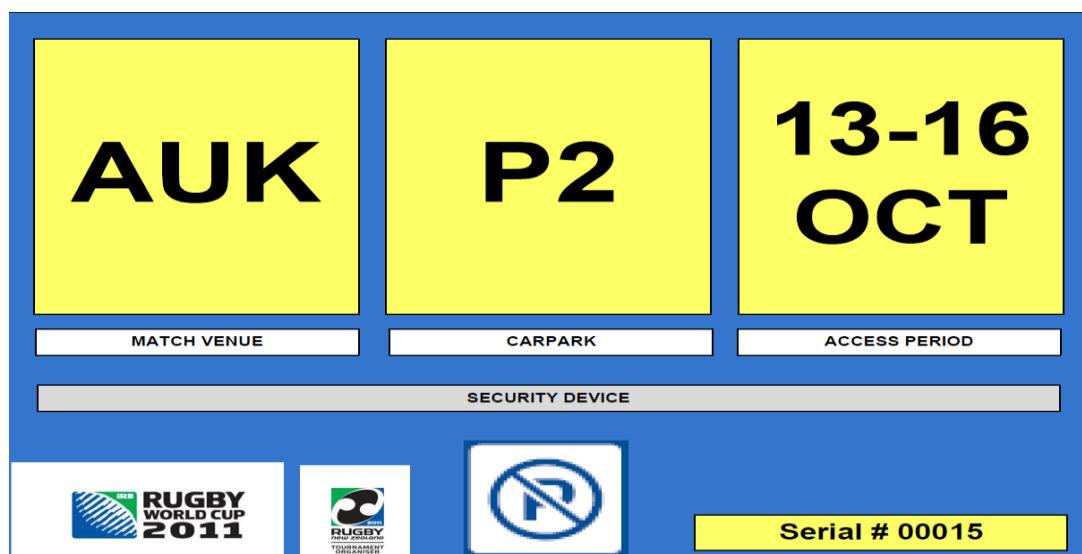 AUK
P2
13-16
OCT
MATCH VENUE
CARPARK
ACCESS PERIOD
SECURITY DEVICE
iRB
RUGBY
WORLD CUP
2011
2011
RUGBY
new zealand
TOURNAMENT
ORGANISER
P
Serial # 00015